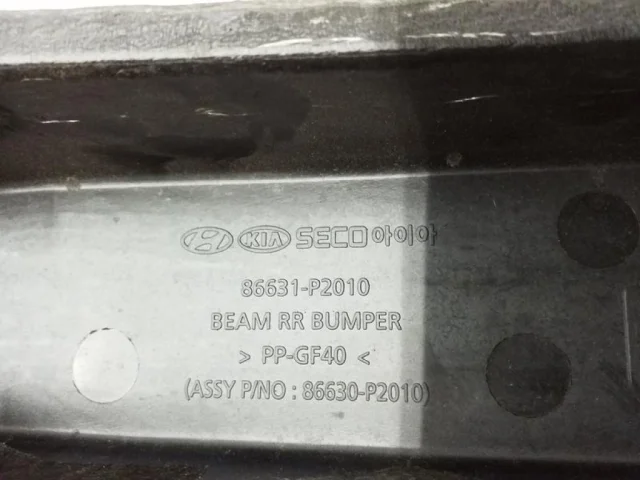 KIA SECO아이아
86631-P2010
BEAM RR BUMPER
> PP-GF40 <
(ASSY P/NO : 86630-P2010)